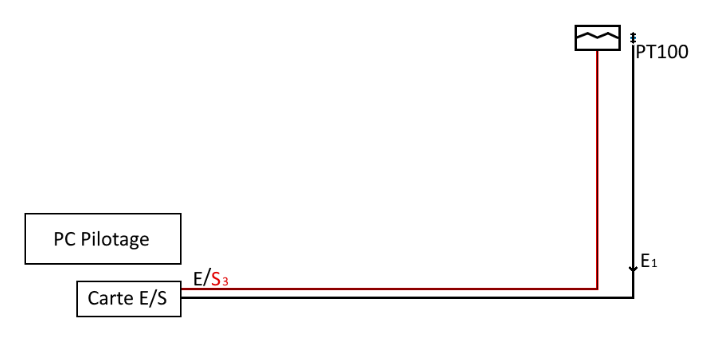 PT100
PC Pilotage
E1
E/S3
Carte E/S